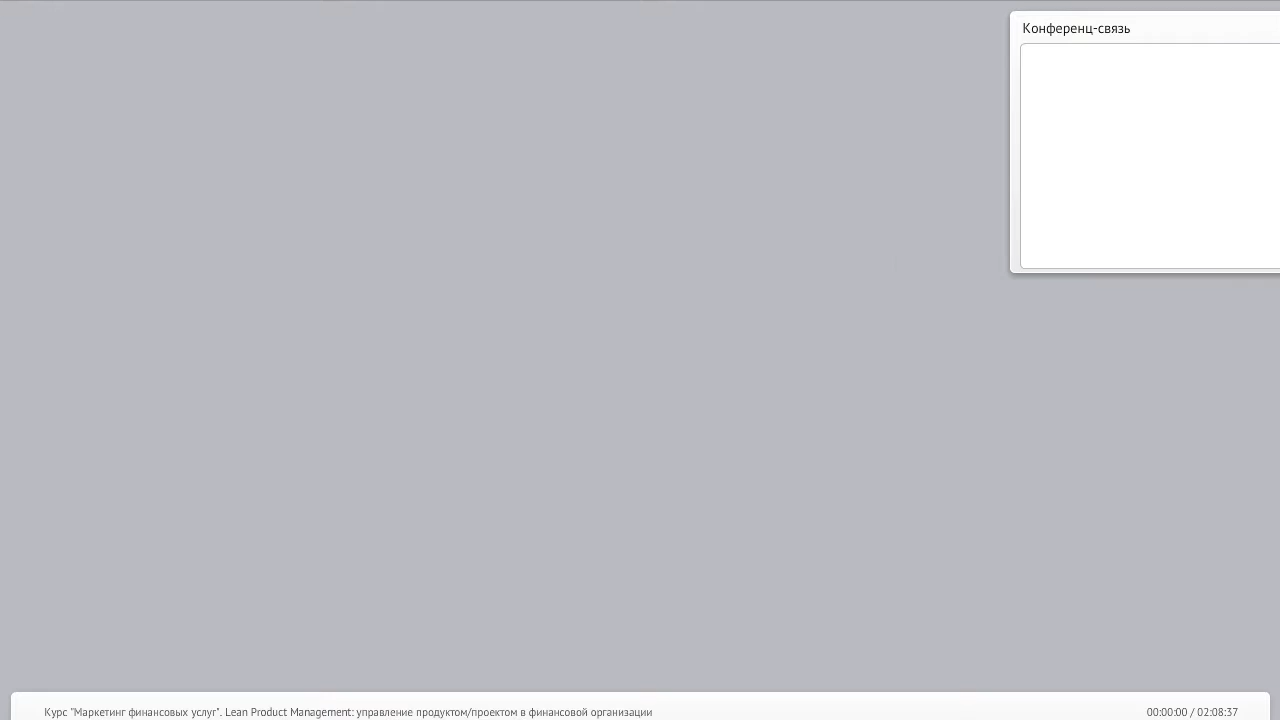 Конференц-связь
Курс "Маркетинг финансовых услуг". Lean Product Management: управление продуктом/проектом в финансовой организации
00:00:00 / 02:08:37